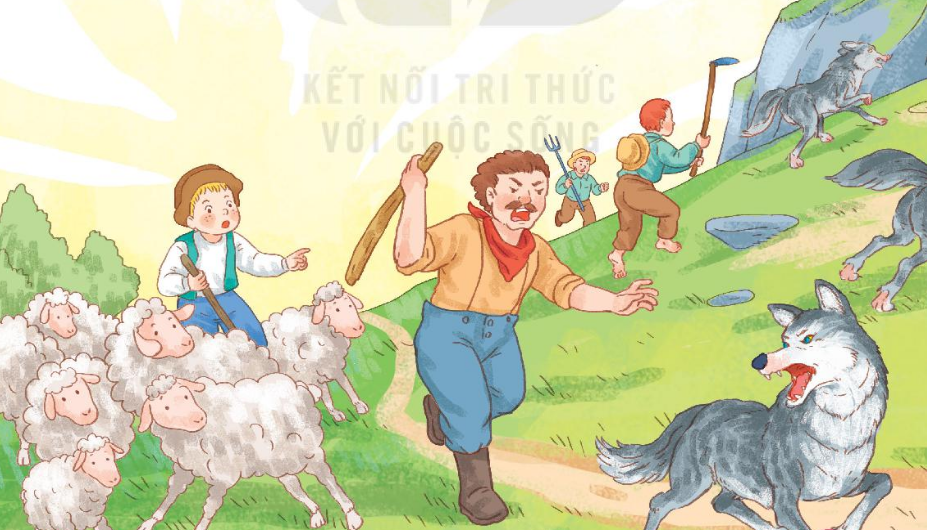 KẾT NỐI TRI THỨC
VỚI CUỘC SỐNG